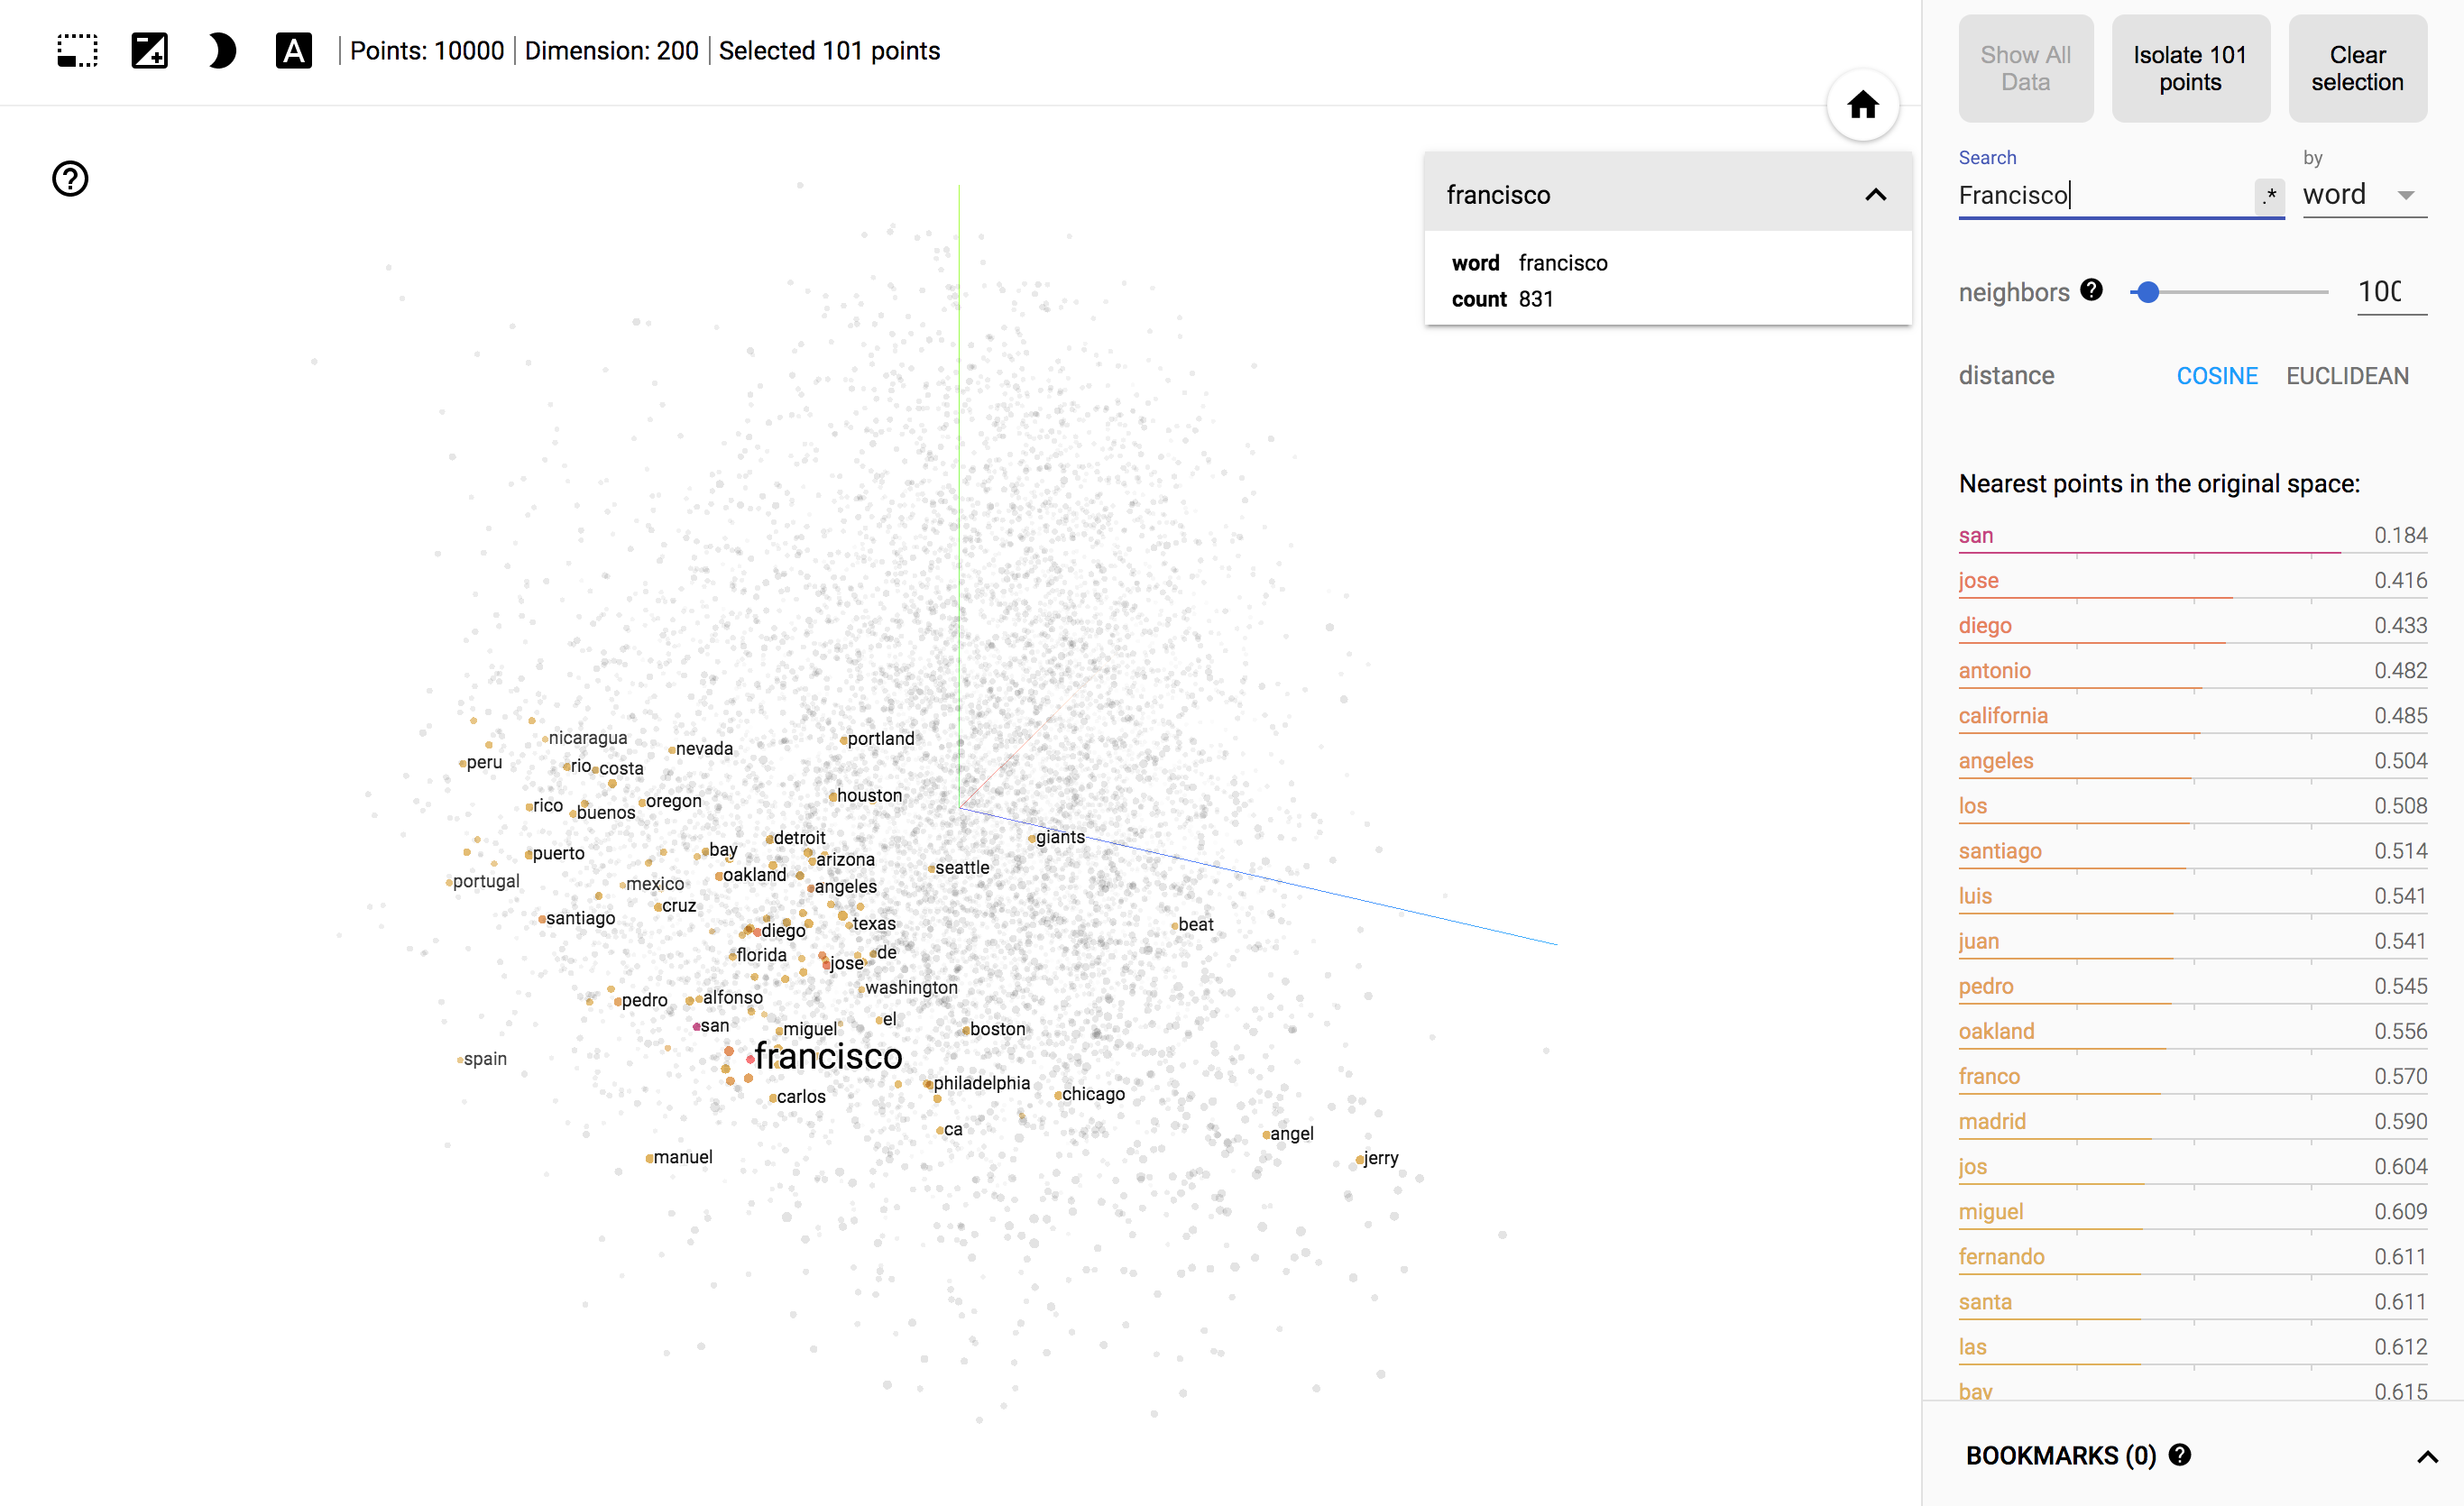 A
Points: 10000 | Dimension: 200 | Selected 101 points
Show All Data
Isolate 101 points
Clear selection
Search
Francisco
.*
by
word
neighbors ?
100
distance
COSINE
EUCLIDEAN
francisco
word francisco
count 831
?
Nearest points in the original space:
san 0.184
jose 0.416
diego 0.433
antonio 0.482
california 0.485
angeles 0.504
los 0.508
santiago 0.514
luis 0.541
juan 0.541
pedro 0.545
oakland 0.556
franco 0.570
madrid 0.590
jos 0.604
miguel 0.609
fernando 0.611
santa 0.611
las 0.612
bay 0.615
BOOKMARKS (0) ?
nicaragua
portland
nevada
peru
rio
costa
houston
oregon
rico
buenos
detroit
giants
bay
puerto
arizona
seattle
oakland
portugal
mexico
angeles
cruz
santiago
texas
beat
diego
de
florida
jose
washington
alfonso
pedro
el
san
miguel
boston
francisco
spain
philadelphia
chicago
carlos
ca
angel
manuel
jerry